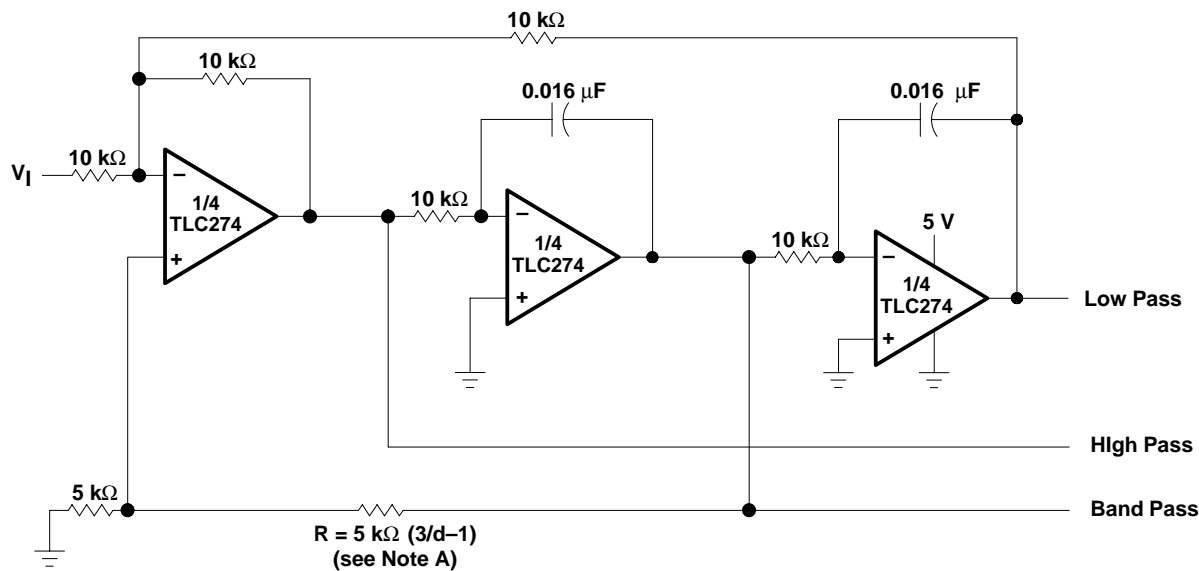 10 kΩ
10 kΩ
0.016 μF
0.016 μF
10 kΩ
VI
–
1/4
TLC274
+
10 kΩ
–
1/4
TLC274
+
5 V
10 kΩ
–
1/4
TLC274
+
Low Pass
HIgh Pass
5 kΩ
Band Pass
R = 5 kΩ (3/d–1)
(see Note A)